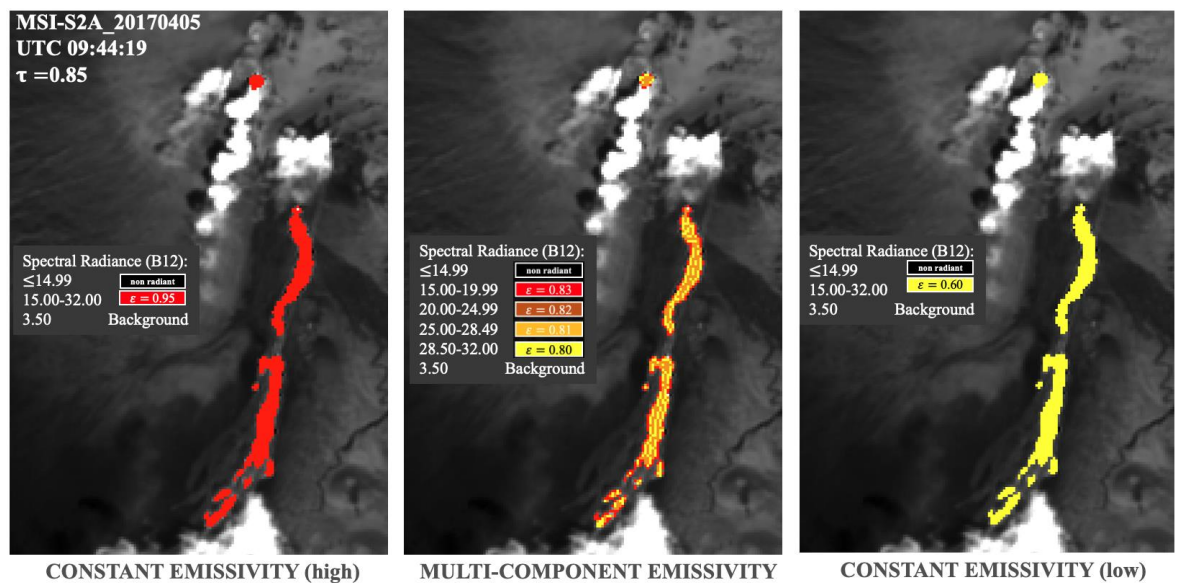 MSI-S2A_20170405
UTC 09:44:19
τ =0.85
Spectral Radiance (B12):
≤14.99 non radiant
15.00-32.00 ε = 0.95
3.50 Background
CONSTANT EMISSIVITY (high)
Spectral Radiance (B12):
≤14.99 non radiant
15.00-19.99 ε = 0.83
20.00-24.99 ε = 0.82
25.00-28.49 ε = 0.81
28.50-32.00 ε = 0.80
3.50 Background
MULTI-COMPONENT EMISSIVITY
Spectral Radiance (B12):
≤14.99 non radiant
15.00-32.00 ε = 0.60
3.50 Background
CONSTANT EMISSIVITY (low)